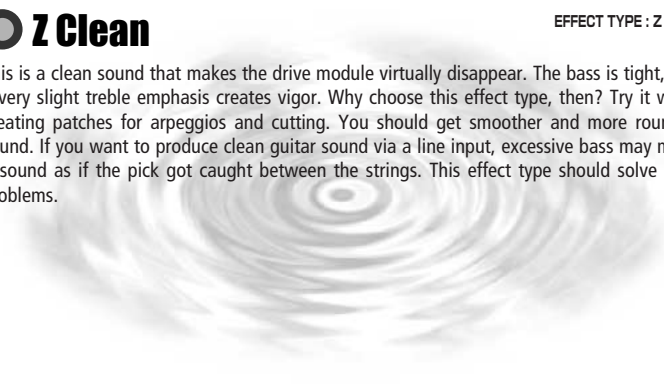 Z Clean
EFFECT TYPE : Z
is is a clean sound that makes the drive module virtually disappear. The bass is tight,
very slight treble emphasis creates vigor. Why choose this effect type, then? Try it w
eating patches for arpeggios and cutting. You should get smoother and more roun
und. If you want to produce clean guitar sound via a line input, excessive bass may m
sound as if the pick got caught between the strings. This effect type should solve
oblems.